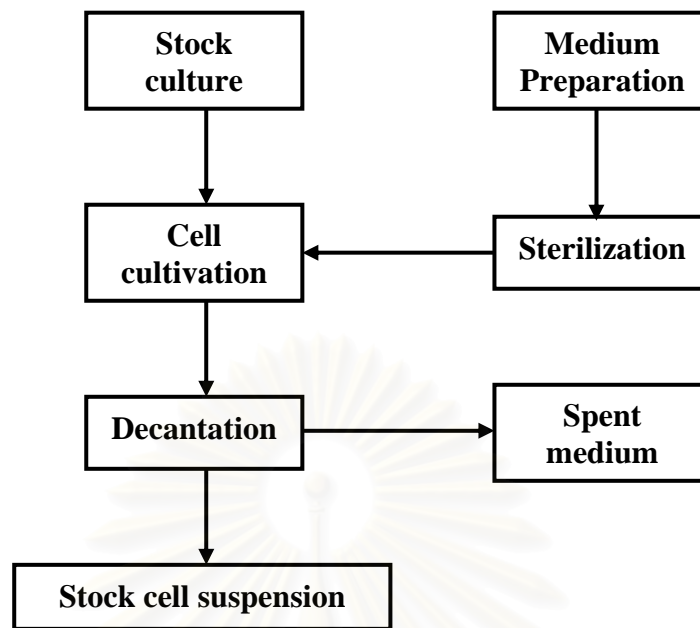 Stock
culture
Medium
Preparation
Cell
cultivation
Sterilization
Decantation
Spent
medium
Stock cell suspension